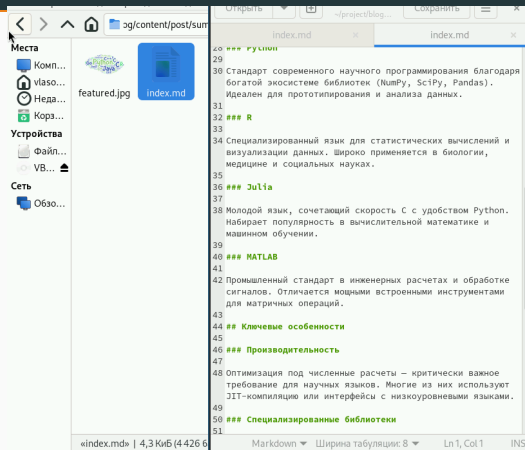 og/content/post/sum
Места
Комп...
vlaso...
Неда...
Корз...
Устройства
Файл...
VB...
Сеть
Обзо...
featured.jpg
index.md
«index.md» | 4,3 КиБ (4 426 б
Открыть
~/project/blog...
Сохранить
index.md
index.md
28 ### Python
29
30 Стандарт современного научного программирования благодаря
богатой экосистеме библиотек (NumPy, SciPy, Pandas).
Идеален для прототипирования и анализа данных.
31
32 ### R
33
34 Специализированный язык для статистических вычислений и
визуализации данных. Широко применяется в биологии,
медицине и социальных науках.
35
36 ### Julia
37
38 Молодой язык, сочетающий скорость C с удобством Python.
Набирает популярность в вычислительной математике и
машинном обучении.
39
40 ### MATLAB
41
42 Промышленный стандарт в инженерных расчетах и обработке
сигналов. Отличается мощными встроенными инструментами
для матричных операций.
43
44 ## Ключевые особенности
45
46 ### Производительность
47
48 Оптимизация под численные расчеты — критически важное
требование для научных языков. Многие из них используют
JIT-компиляцию или интерфейсы с низкоуровневыми языками.
49
50 ### Специализированные библиотеки
51
Markdown Ширина табуляции: 8 Ln 1, Col 1 INS